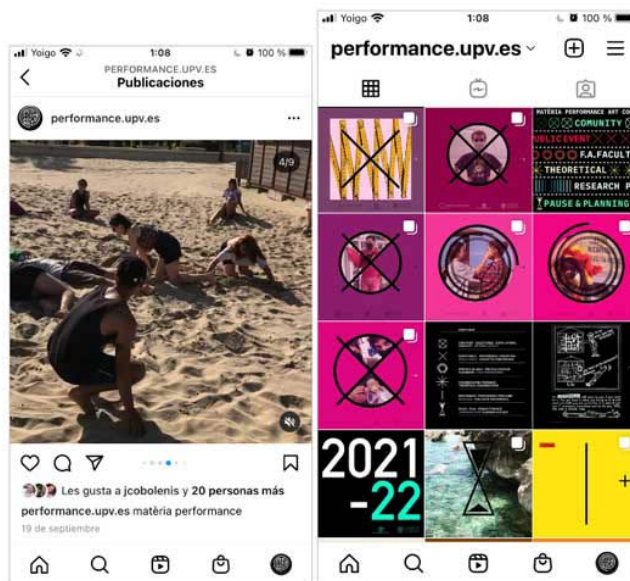 Yoigo
1:08
100 %
PERFORMANCE.UPV.ES
Publicaciones
performance.upv.es
4/9
Les gusta a jcobolenis y 20 personas más
performance.upv.es matèria performance
19 de septiembre
Yoigo
1:08
100 %
performance.upv.es
MATÈRIA PERFORMANCE ART CO
COMUNITY
UBLIC EVENT
F.A.FACULT
THEORETICAL
RESEARCH P
PAUSE & PLANNING
2021
-22